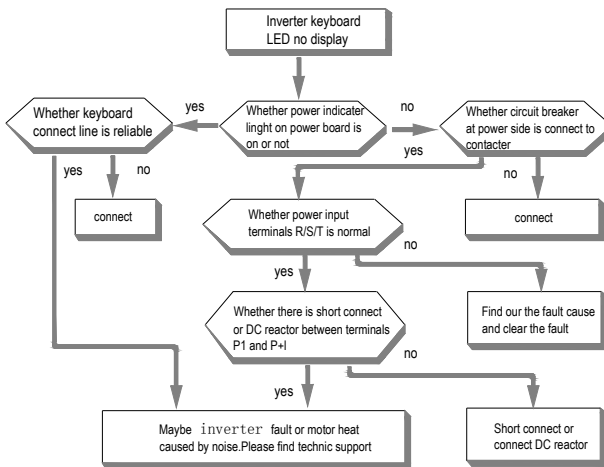 Inverter keyboard
LED no display
Whether keyboard
connect line is reliable
yes
Whether power indicater
linght on power board is
on or not
no
Whether circuit breaker
at power side is connect to
contacter
yes
no
connect
yes
no
connect
Whether power input
terminals R/S/T is normal
no
yes
Find our the fault cause
and clear the fault
Whether there is short connect
or DC reactor between terminals
P1 and P+I
no
yes
Maybe inverter fault or motor heat
caused by noise.Please find technic support
Short connect or
connect DC reactor